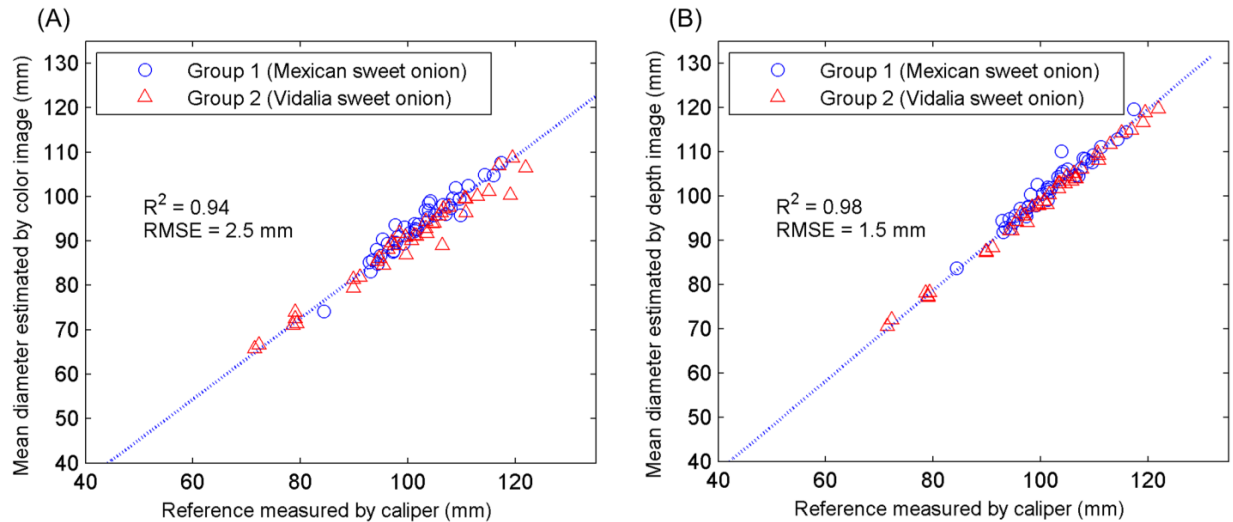 (A)
Mean diameter estimated by color image (mm)
130
120
110
100
90
80
70
60
50
40
40
60
80
100
120
Reference measured by caliper (mm)
Group 1 (Mexican sweet onion)
Group 2 (Vidalia sweet onion)
R² = 0.94
RMSE = 2.5 mm
(B)
Mean diameter estimated by depth image (mm)
130
120
110
100
90
80
70
60
50
40
40
60
80
100
120
Reference measured by caliper (mm)
Group 1 (Mexican sweet onion)
Group 2 (Vidalia sweet onion)
R² = 0.98
RMSE = 1.5 mm